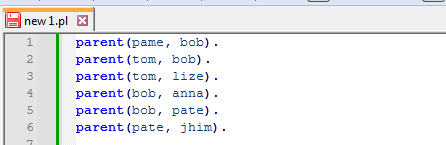 new 1.pl
1 parent(pame, bob).
2 parent(tom, bob).
3 parent(tom, lize).
4 parent(bob, anna).
5 parent(bob, pate).
6 parent(pate, jhim).
7